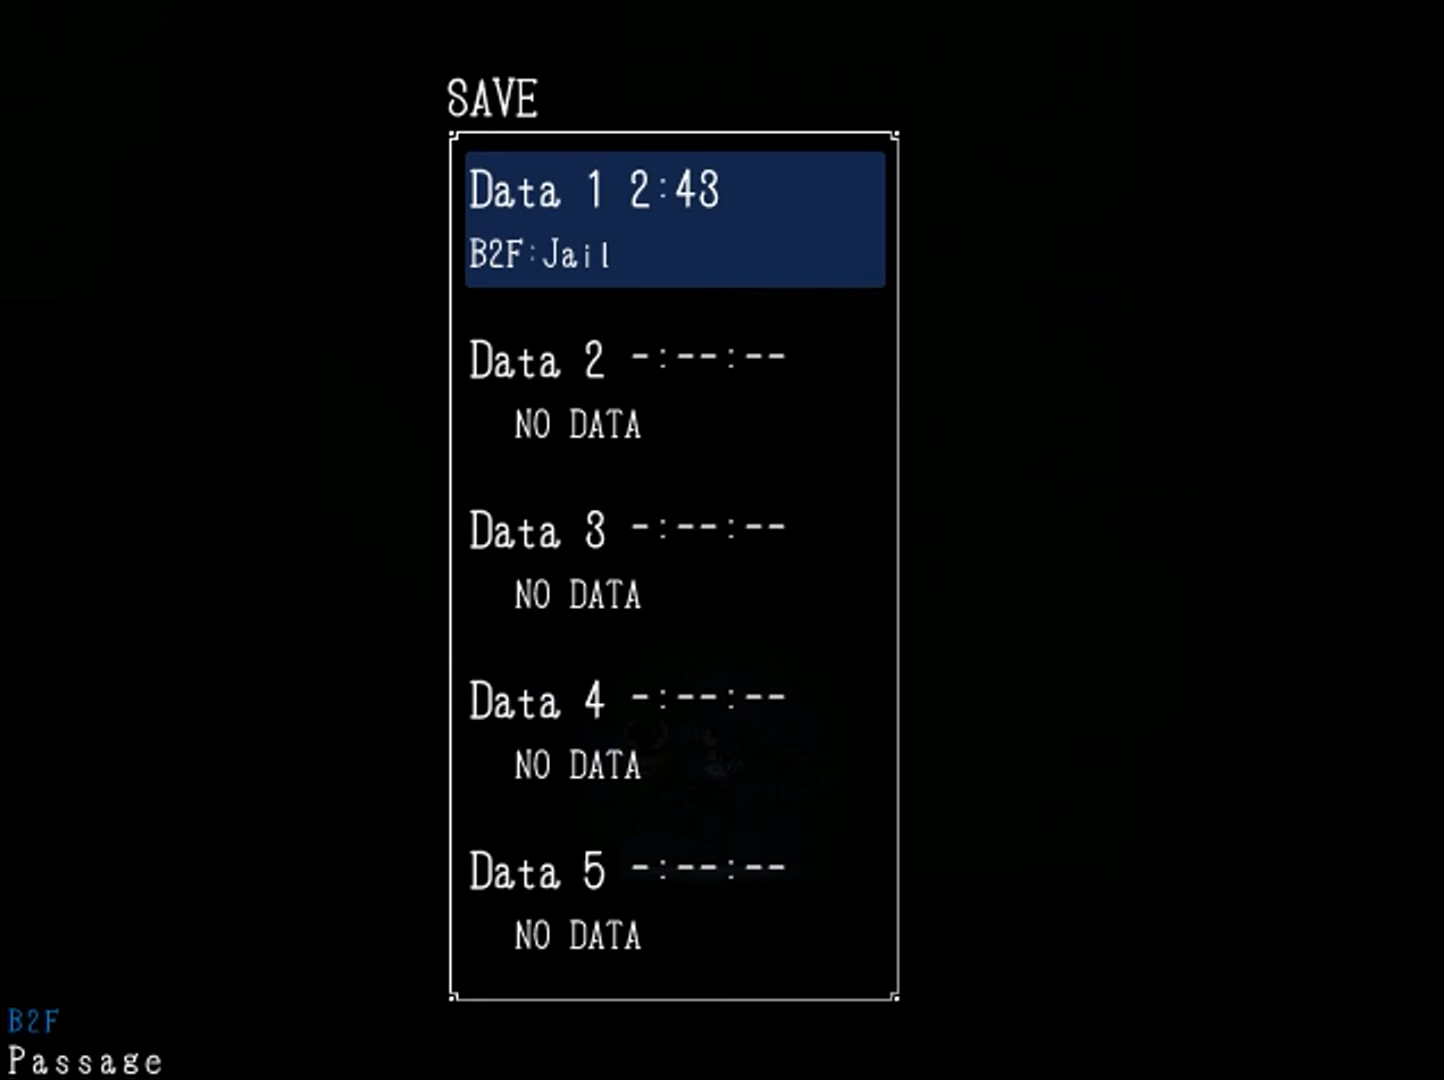 SAVE
Data 1 2:43
B2F:Jail
Data 2 -:--:--
NO DATA
Data 3 -:--:--
NO DATA
Data 4 -:--:--
NO DATA
Data 5 -:--:--
NO DATA
B2F
Passage